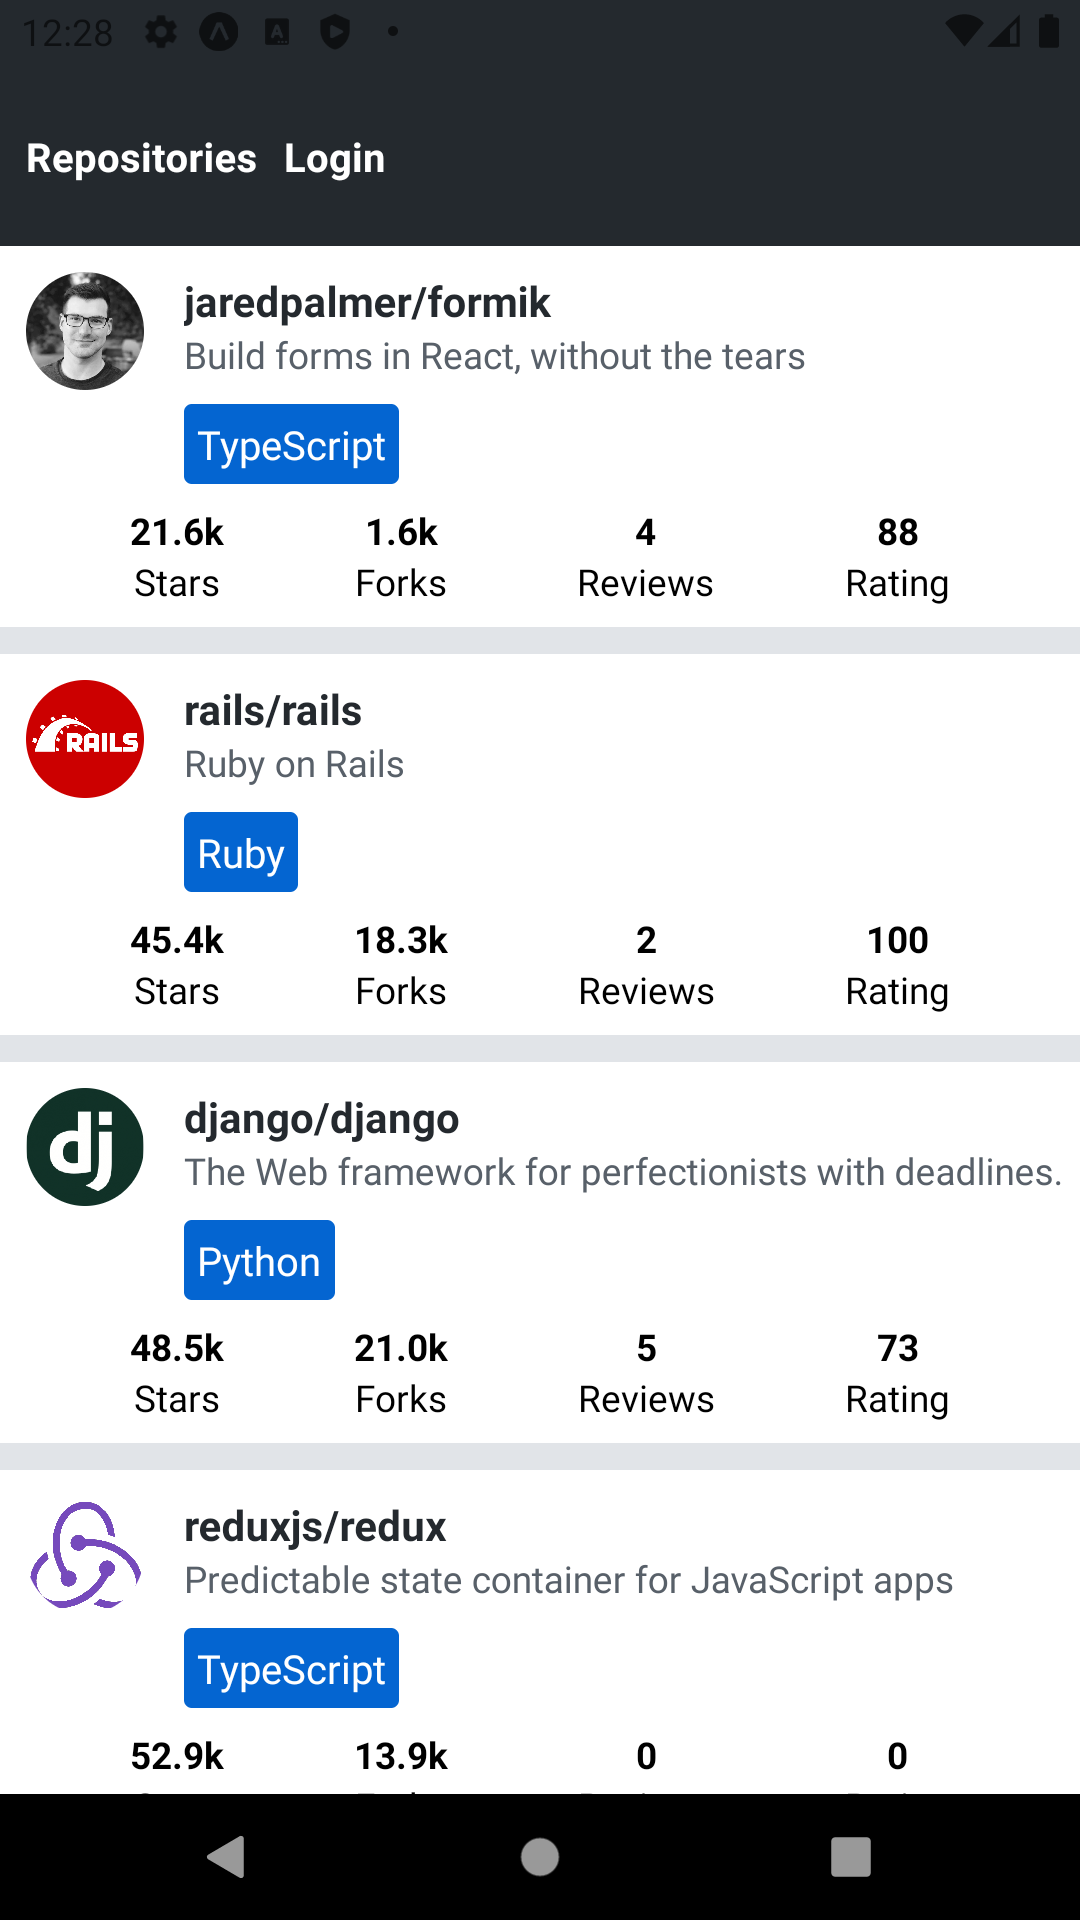 12:28
Repositories Login
jaredpalmer/formik
Build forms in React, without the tears
TypeScript
21.6k 1.6k 4 88
Stars Forks Reviews Rating
RAILS
rails/rails
Ruby on Rails
Ruby
45.4k 18.3k 2 100
Stars Forks Reviews Rating
dj
django/django
The Web framework for perfectionists with deadlines.
Python
48.5k 21.0k 5 73
Stars Forks Reviews Rating
reduxjs/redux
Predictable state container for JavaScript apps
TypeScript
52.9k 13.9k 0 0